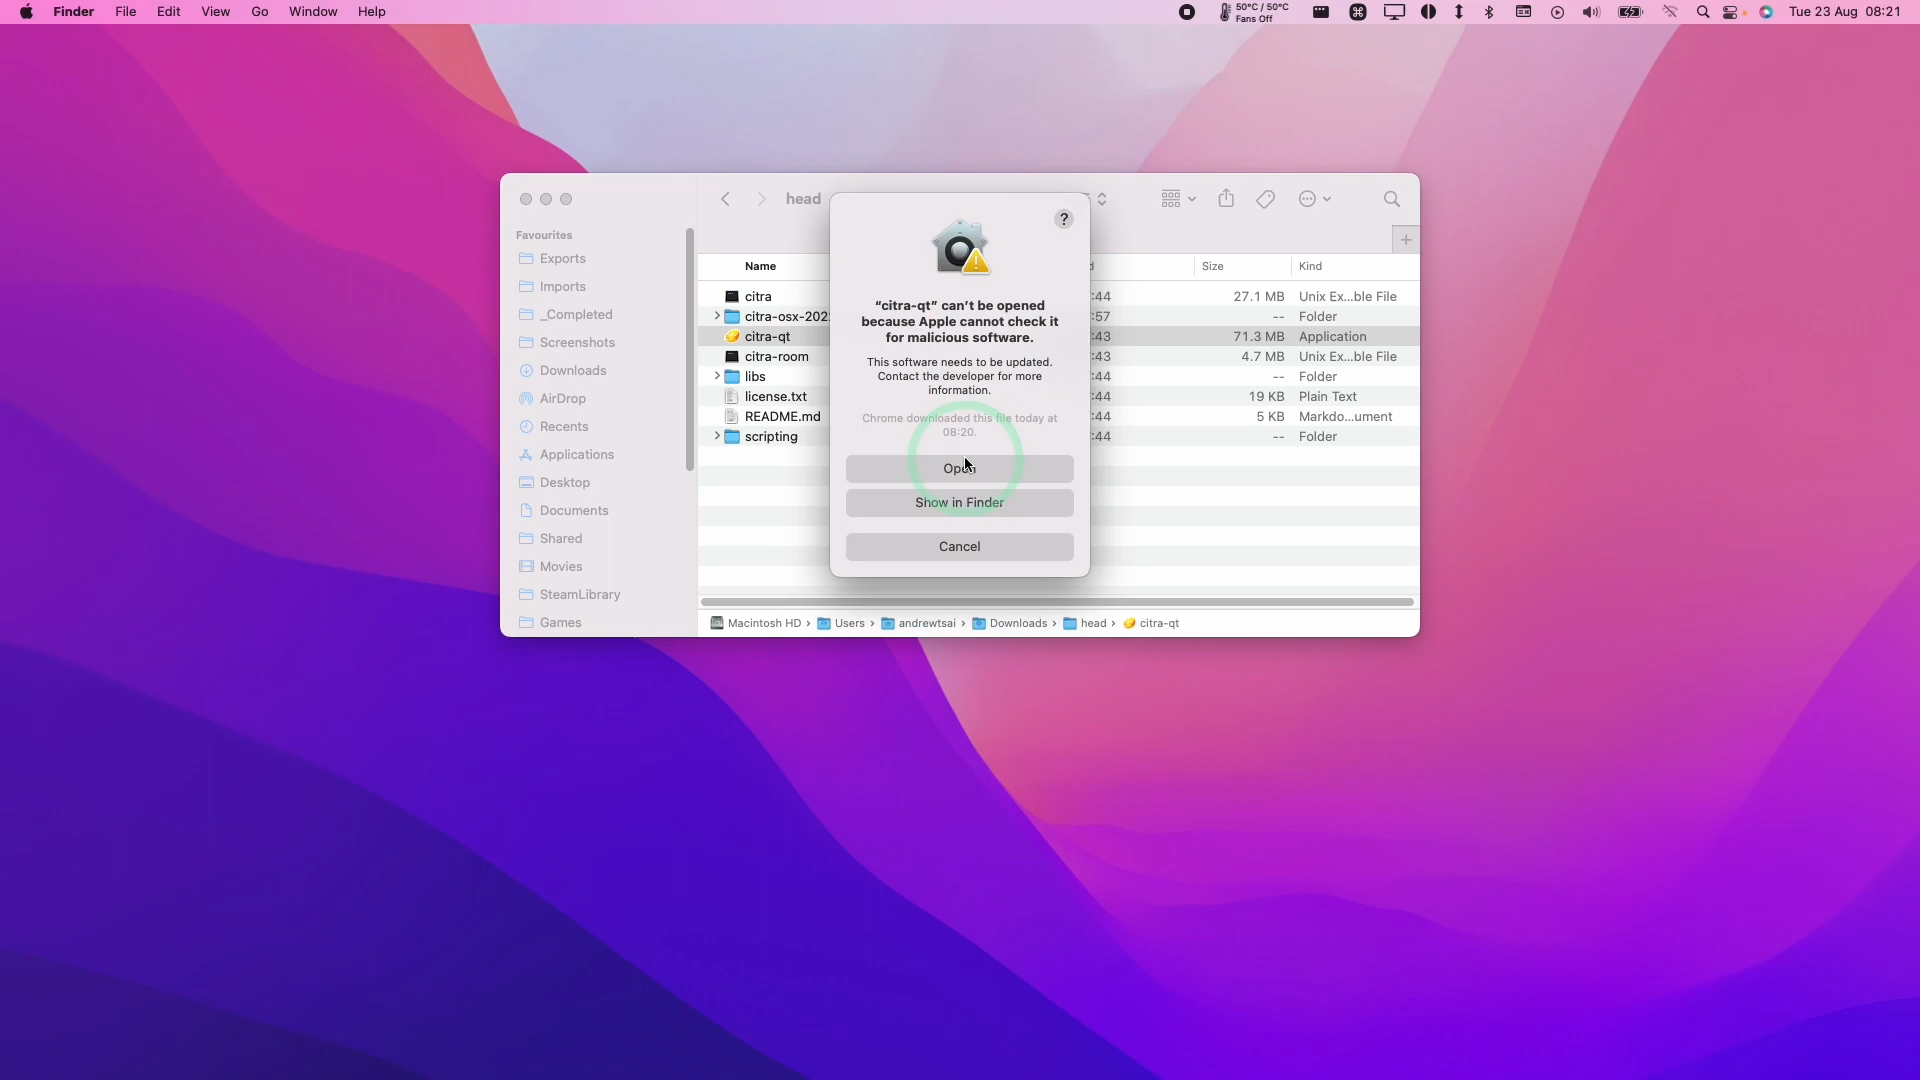 Finder File Edit View Go Window Help
50°C / 50°C
Fans Off
Tue 23 Aug 08:21
head
Favourites
Exports
Imports
_Completed
Screenshots
Downloads
AirDrop
Recents
Applications
Desktop
Documents
Shared
Movies
SteamLibrary
Games
Name Size Kind
citra :44 27.1 MB Unix Ex...ble File
citra-osx-202 :57 -- Folder
citra-qt :43 71.3 MB Application
citra-room :43 4.7 MB Unix Ex...ble File
libs :44 -- Folder
license.txt :44 19 KB Plain Text
README.md :44 5 KB Markdo...ument
scripting :44 -- Folder
?
“citra-qt” can’t be opened
because Apple cannot check it
for malicious software.
This software needs to be updated.
Contact the developer for more
information.
Chrome downloaded this file today at
08:20.
Open
Show in Finder
Cancel
Macintosh HD › Users › andrewtsai › Downloads › head › citra-qt